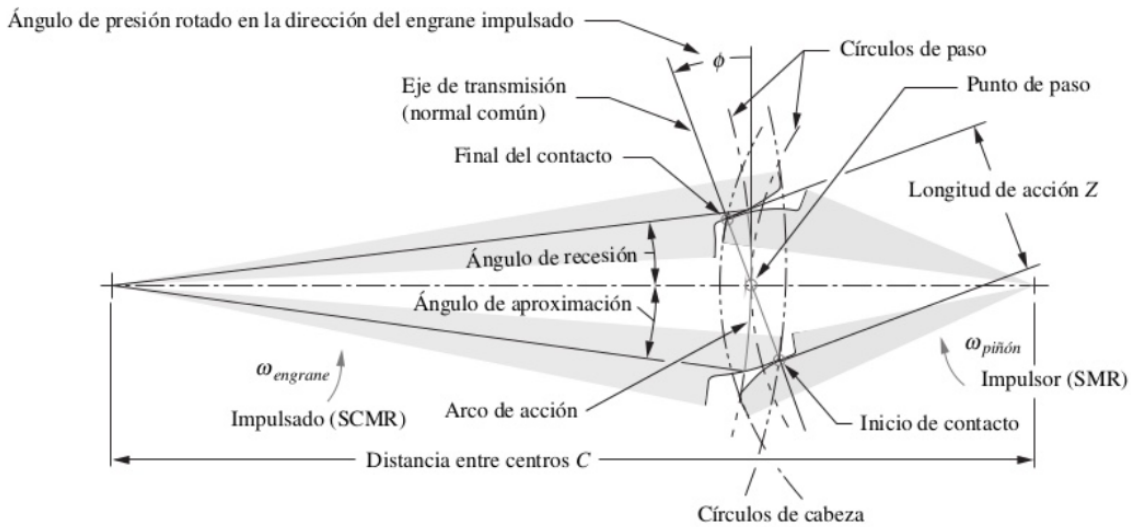 Ángulo de presión rotado en la dirección del engrane impulsado
ϕ
Círculos de paso
Eje de transmisión
(normal común)
Punto de paso
Final del contacto
Longitud de acción Z
Ángulo de recesión
Ángulo de aproximación
ω engrane
Impulsado (SCMR)
ω piñón
Impulsor (SMR)
Arco de acción
Inicio de contacto
Distancia entre centros C
Círculos de cabeza